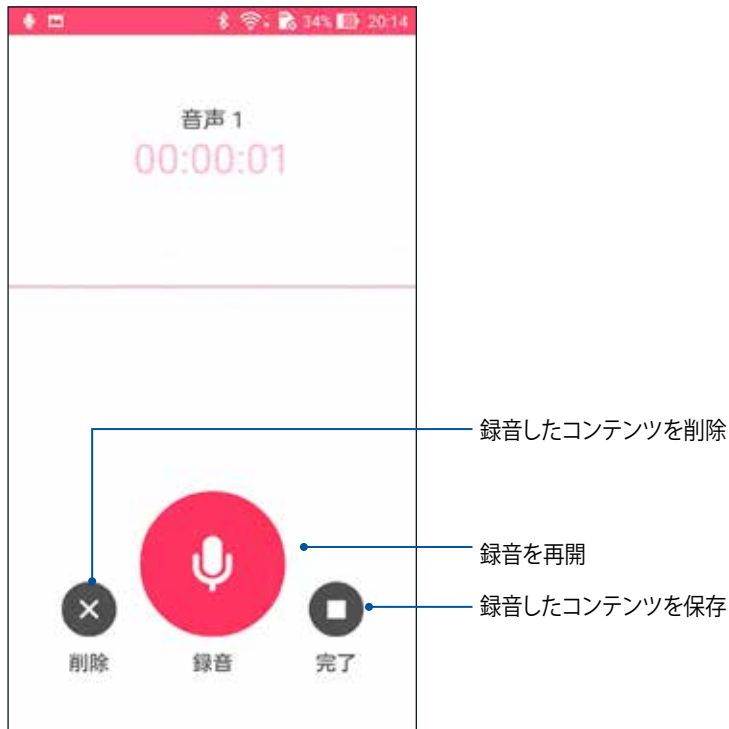 34% 20:14
音声 1
00:00:01
録音したコンテンツを削除
録音を再開
録音したコンテンツを保存
削除 録音 完了